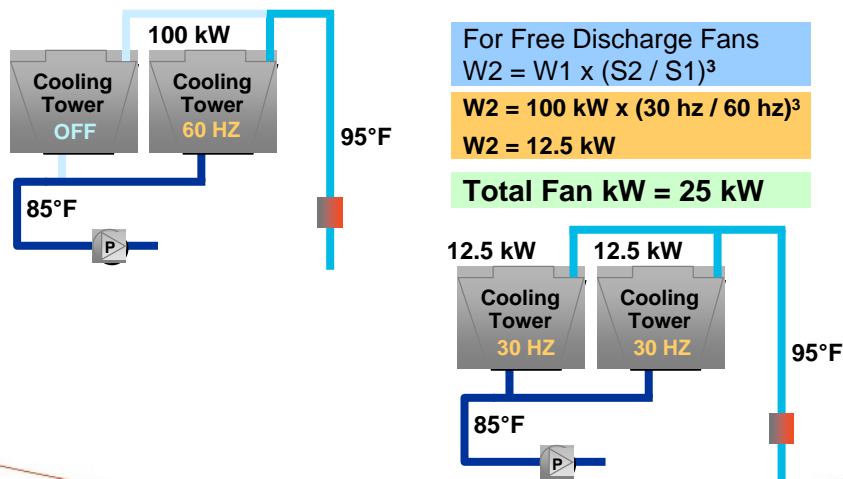 100 kW
Cooling
Tower
OFF
Cooling
Tower
60 HZ
95°F
85°F
P
For Free Discharge Fans
W2 = W1 x (S2 / S1)³
W2 = 100 kW x (30 hz / 60 hz)³
W2 = 12.5 kW
Total Fan kW = 25 kW
12.5 kW
12.5 kW
Cooling
Tower
30 HZ
Cooling
Tower
30 HZ
95°F
85°F
P